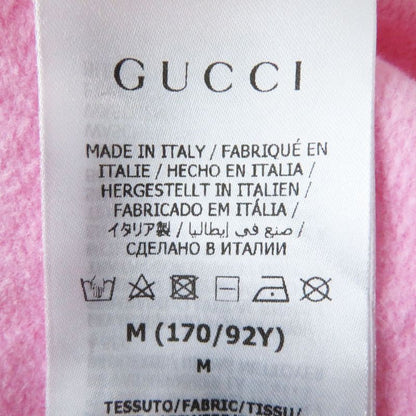 GUCCI
MADE IN ITALY / FABRIQUÉ EN
ITALIE / HECHO EN ITALIA /
HERGESTELLT IN ITALIEN /
FABRICADO EM ITÁLIA /
イタリア製 / صنع في إيطاليا /
СДЕЛАНО В ИТАЛИИ
M (170/92Y)
M
TESSUTO/FABRIC/TISSU/